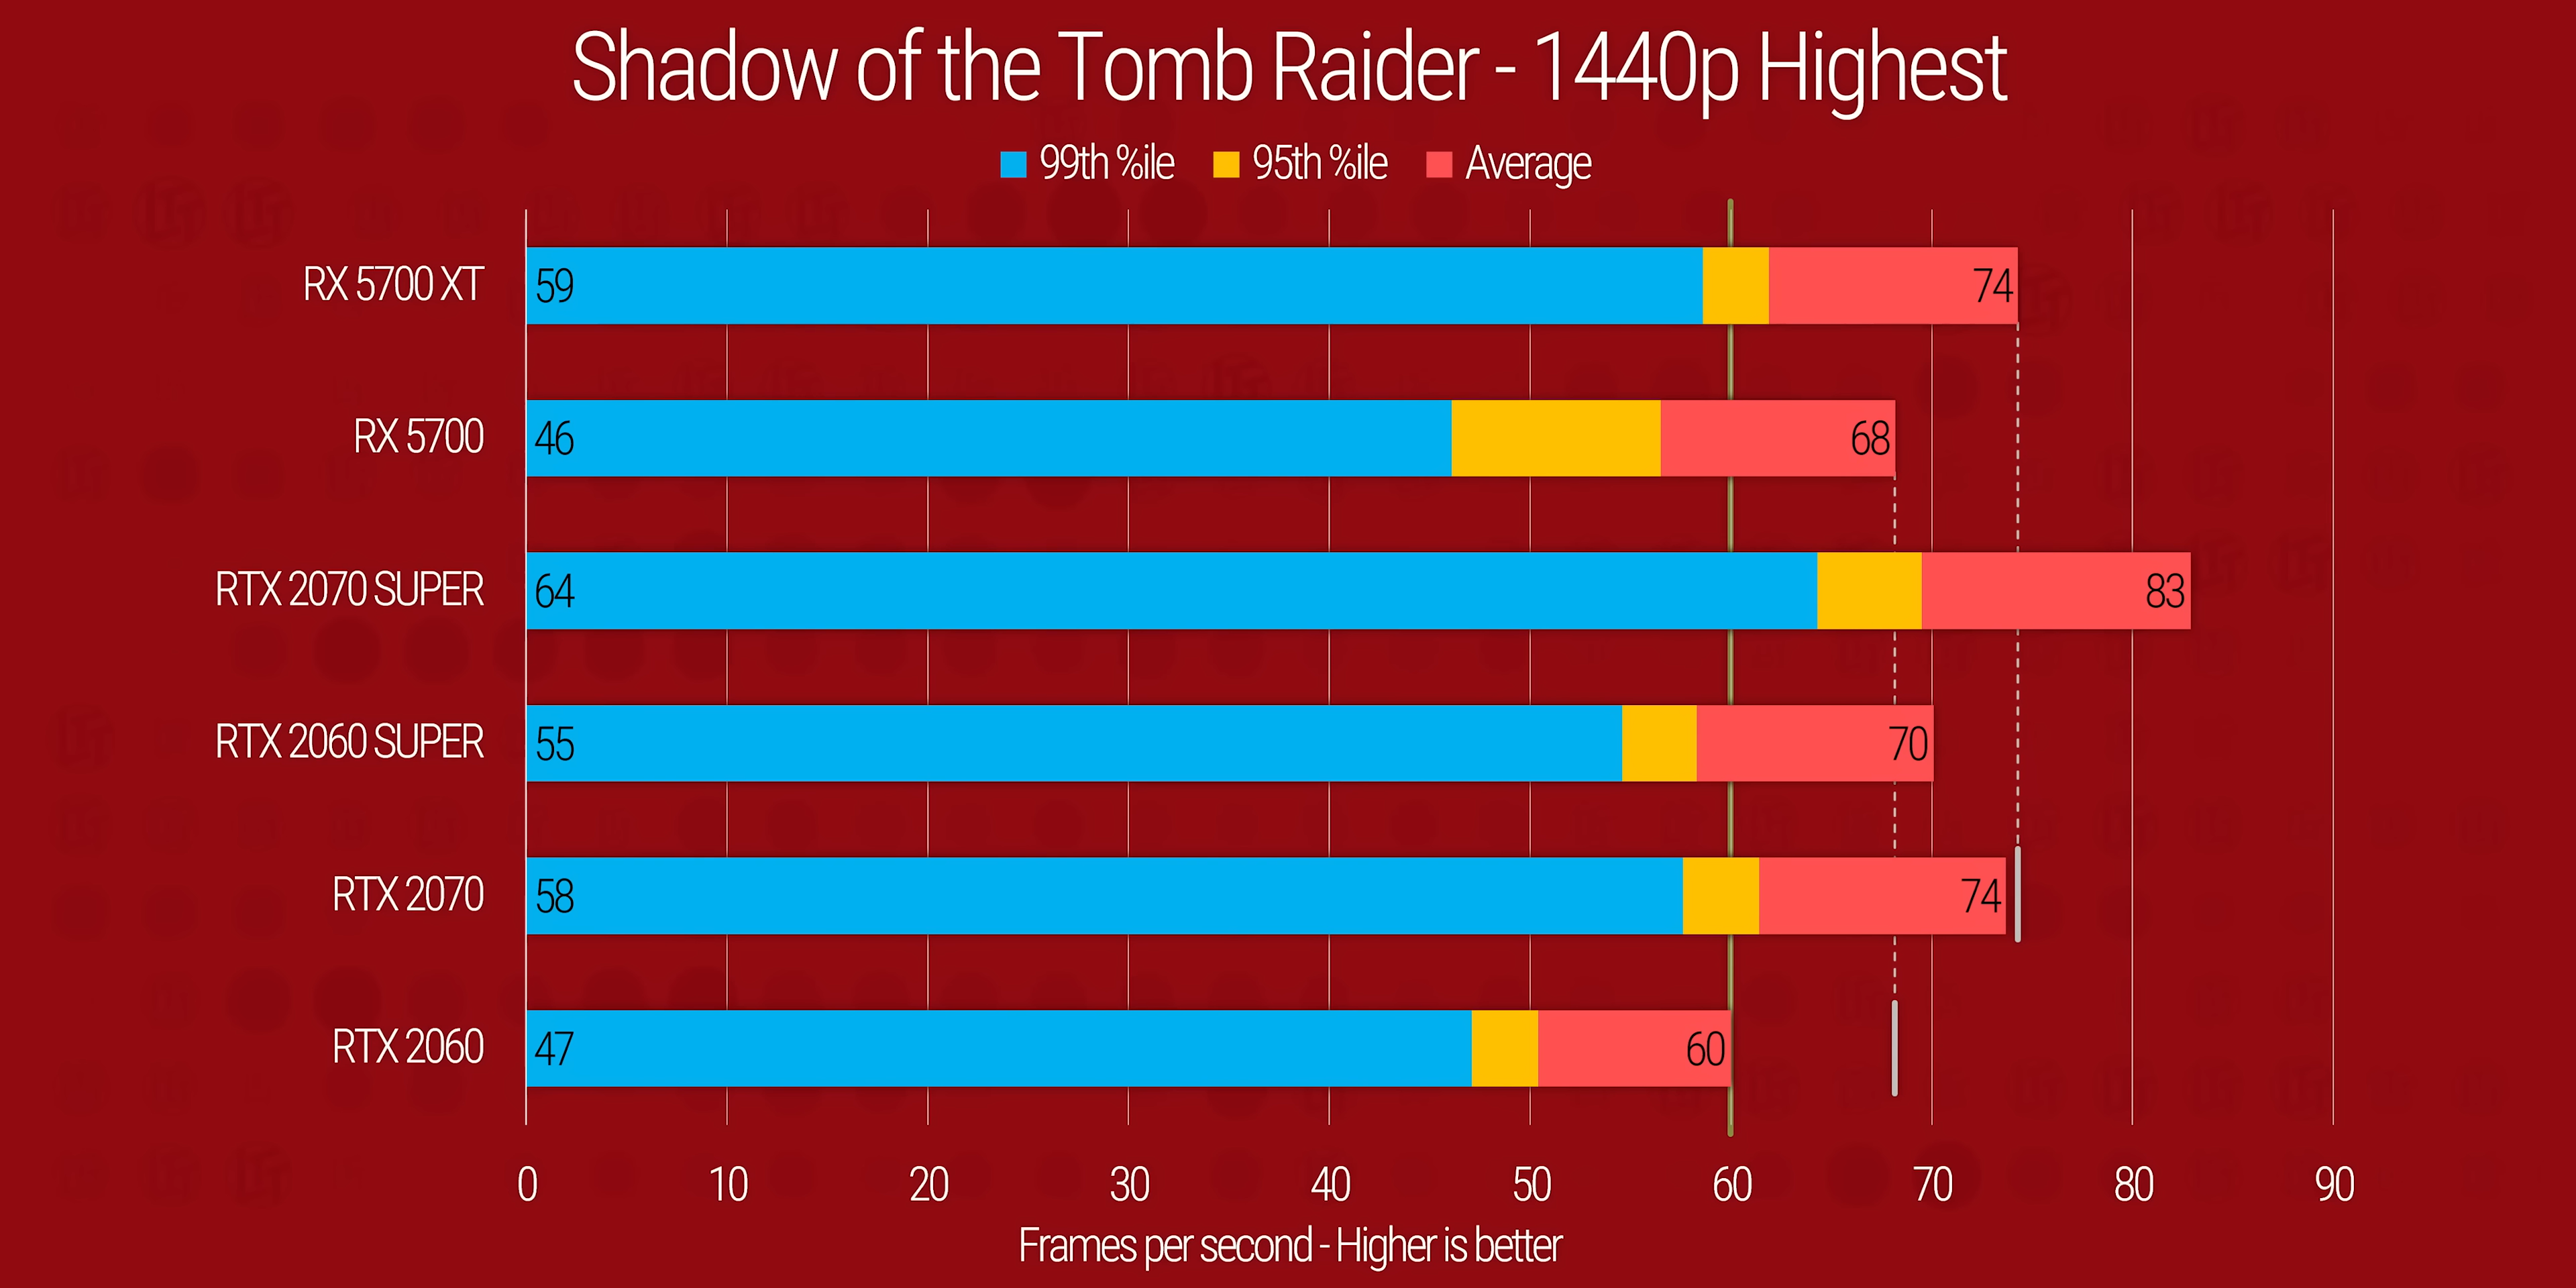 Shadow of the Tomb Raider - 1440p Highest
99th %ile 95th %ile Average
RX 5700 XT 59 74
RX 5700 46 68
RTX 2070 SUPER 64 83
RTX 2060 SUPER 55 70
RTX 2070 58 74
RTX 2060 47 60
0 10 20 30 40 50 60 70 80 90
Frames per second - Higher is better